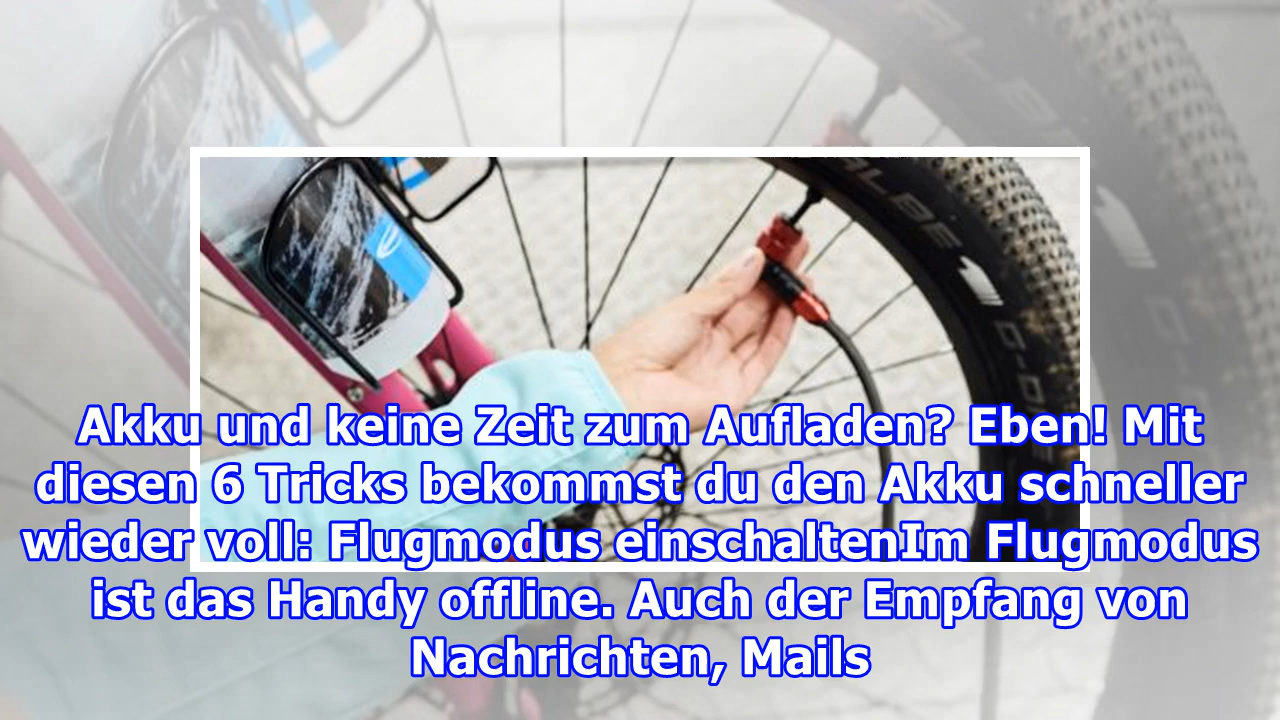 ALBE
Akku und keine Zeit zum Aufladen? Eben! Mit
diesen 6 Tricks bekommst du den Akku schneller
wieder voll: Flugmodus einschaltenIm Flugmodus
ist das Handy offline. Auch der Empfang von
Nachrichten, Mails